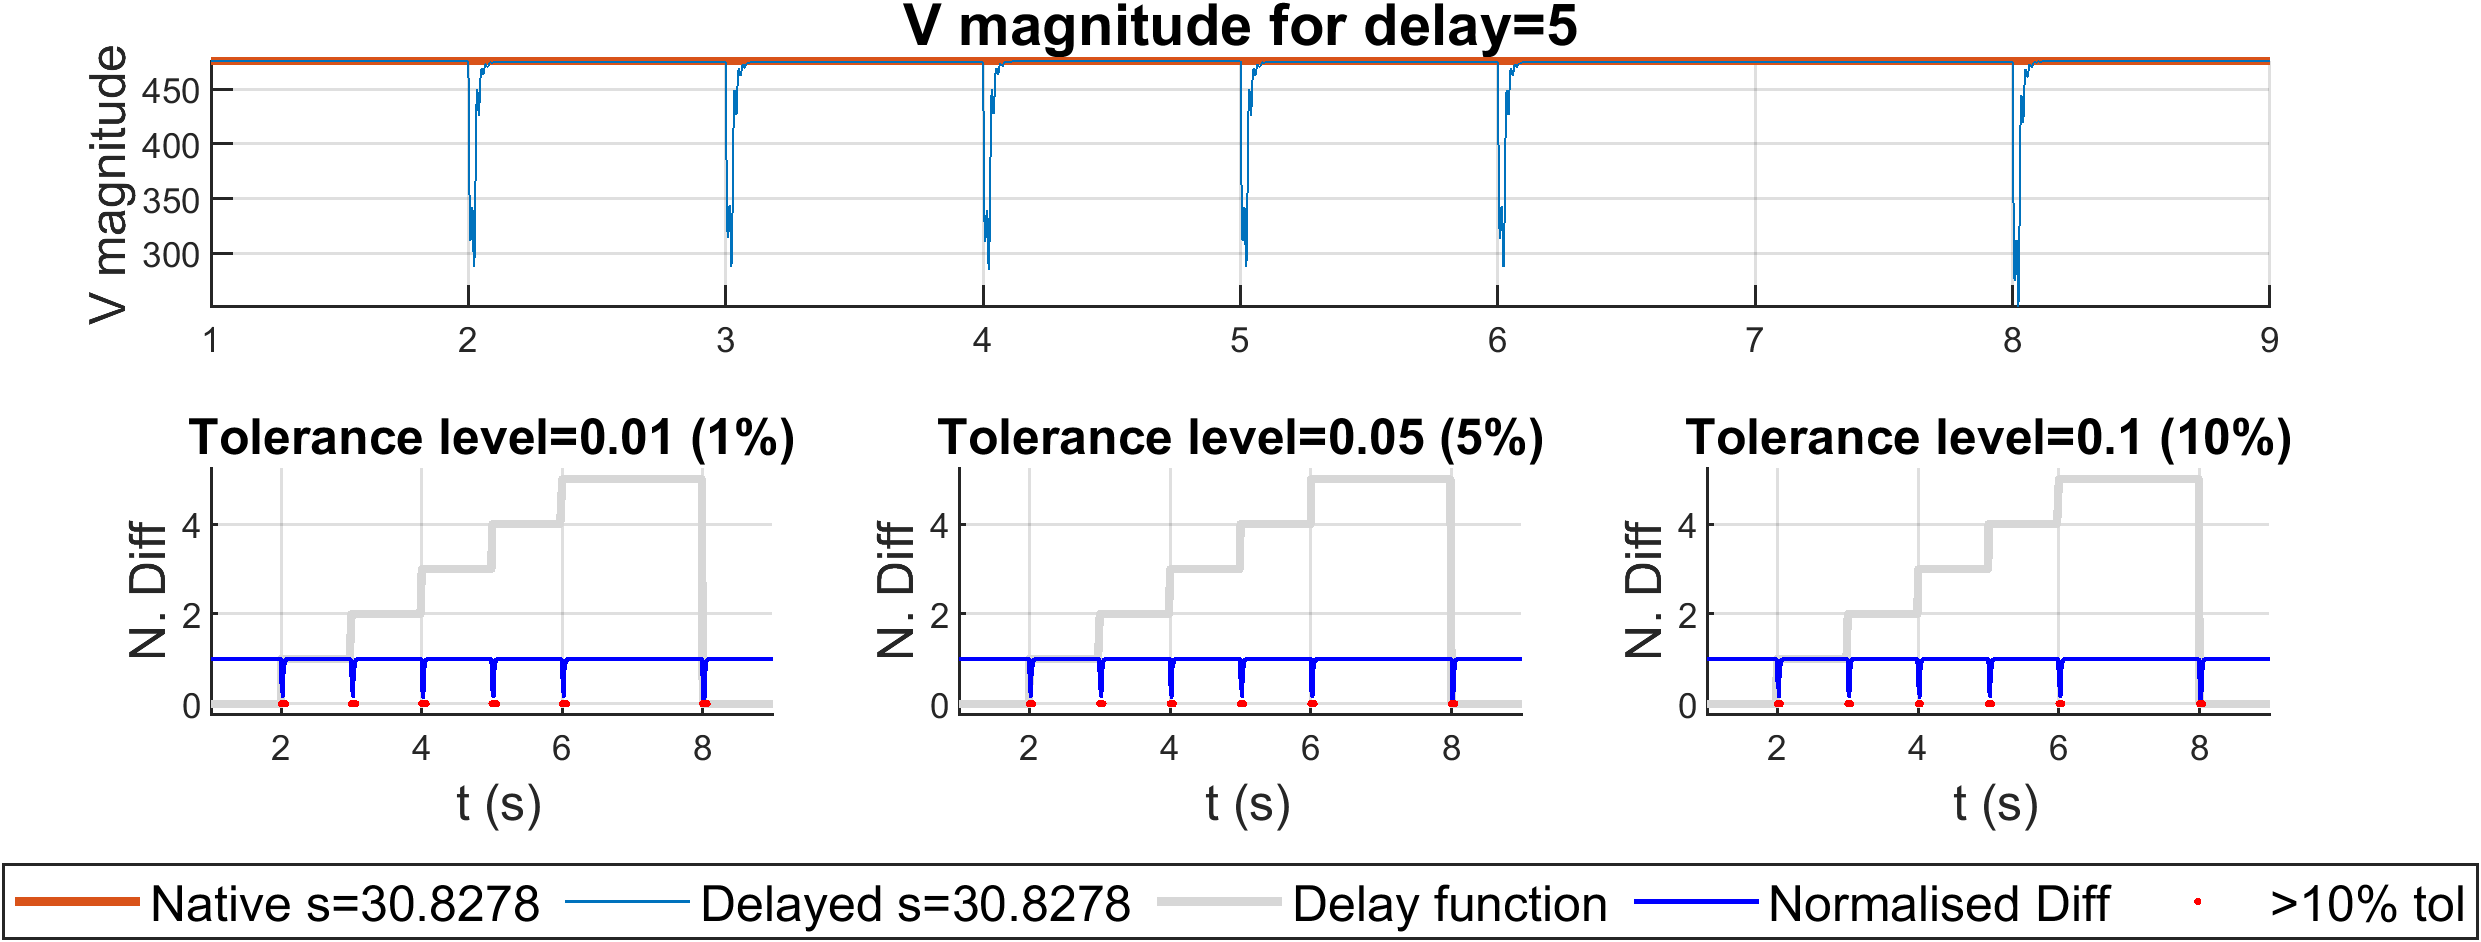 V magnitude for delay=5
V magnitude
450
400
350
300
1 2 3 4 5 6 7 8 9
Tolerance level=0.01 (1%)
N. Diff
4
2
0
2 4 6 8
t (s)
Tolerance level=0.05 (5%)
N. Diff
4
2
0
2 4 6 8
t (s)
Tolerance level=0.1 (10%)
N. Diff
4
2
0
2 4 6 8
t (s)
Native s=30.8278 Delayed s=30.8278 Delay function Normalised Diff >10% tol